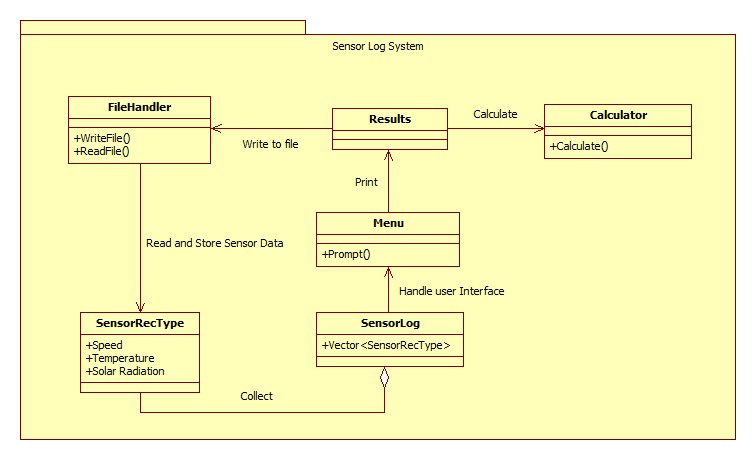 Sensor Log System
FileHandler
+WriteFile()
+ReadFile()
Write to file
Results
Calculate
Calculator
+Calculate()
Print
Menu
+Prompt()
Read and Store Sensor Data
Handle user Interface
SensorRecType
+Speed
+Temperature
+Solar Radiation
SensorLog
+Vector<SensorRecType>
Collect